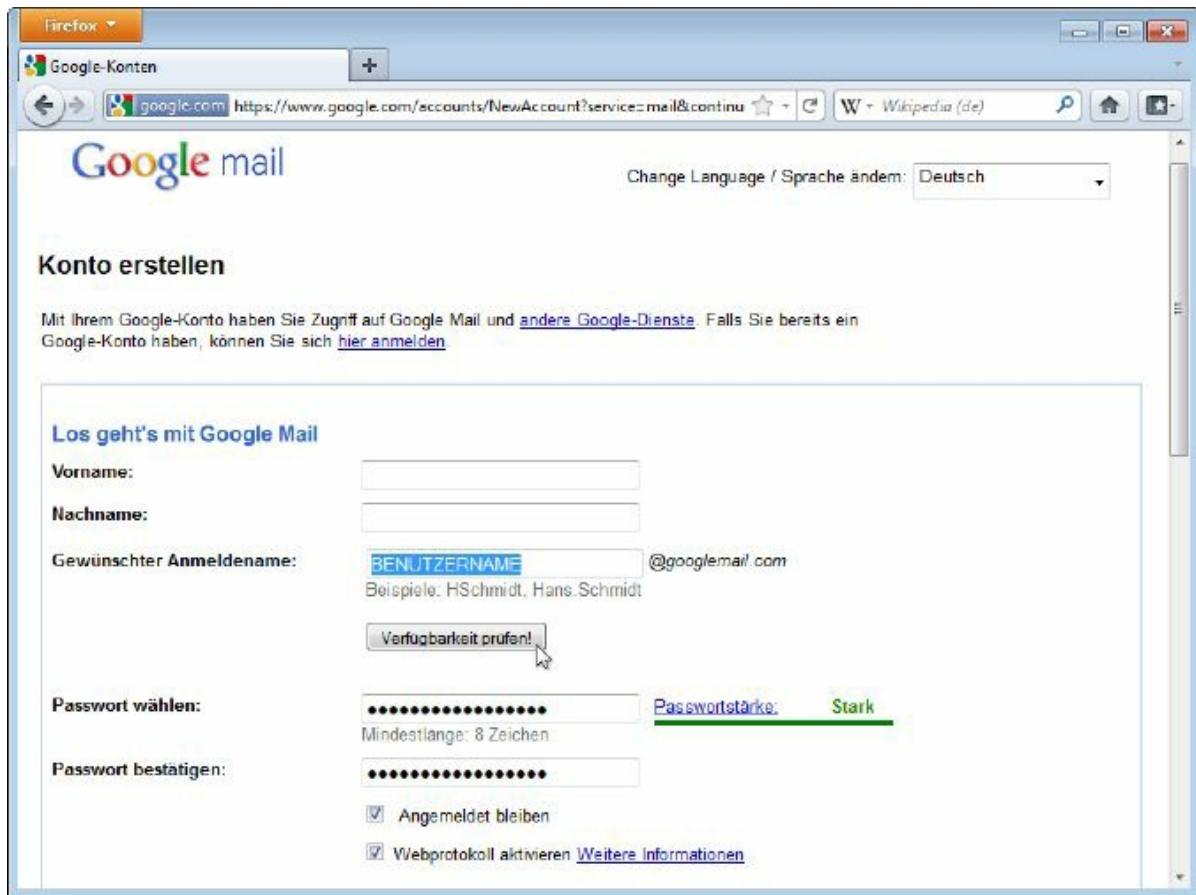 Firefox
Google-Konten
google.com https://www.google.com/accounts/NewAccount?service=mail&continu
W Wikipedia (de)
Google mail
Change Language / Sprache ändern: Deutsch
Konto erstellen
Mit Ihrem Google-Konto haben Sie Zugriff auf Google Mail und andere Google-Dienste. Falls Sie bereits ein
Google-Konto haben, können Sie sich hier anmelden.
Los geht's mit Google Mail
Vorname:
Nachname:
Gewünschter Anmeldename: BENUTZERNAME @googlemail.com
Beispiele: HSchmidt, Hans.Schmidt
Verfügbarkeit prüfen!
Passwort wählen: ••••••••••••••••• Passwortstärke: Stark
Mindestlänge: 8 Zeichen
Passwort bestätigen: •••••••••••••••••
Angemeldet bleiben
Webprotokoll aktivieren Weitere Informationen